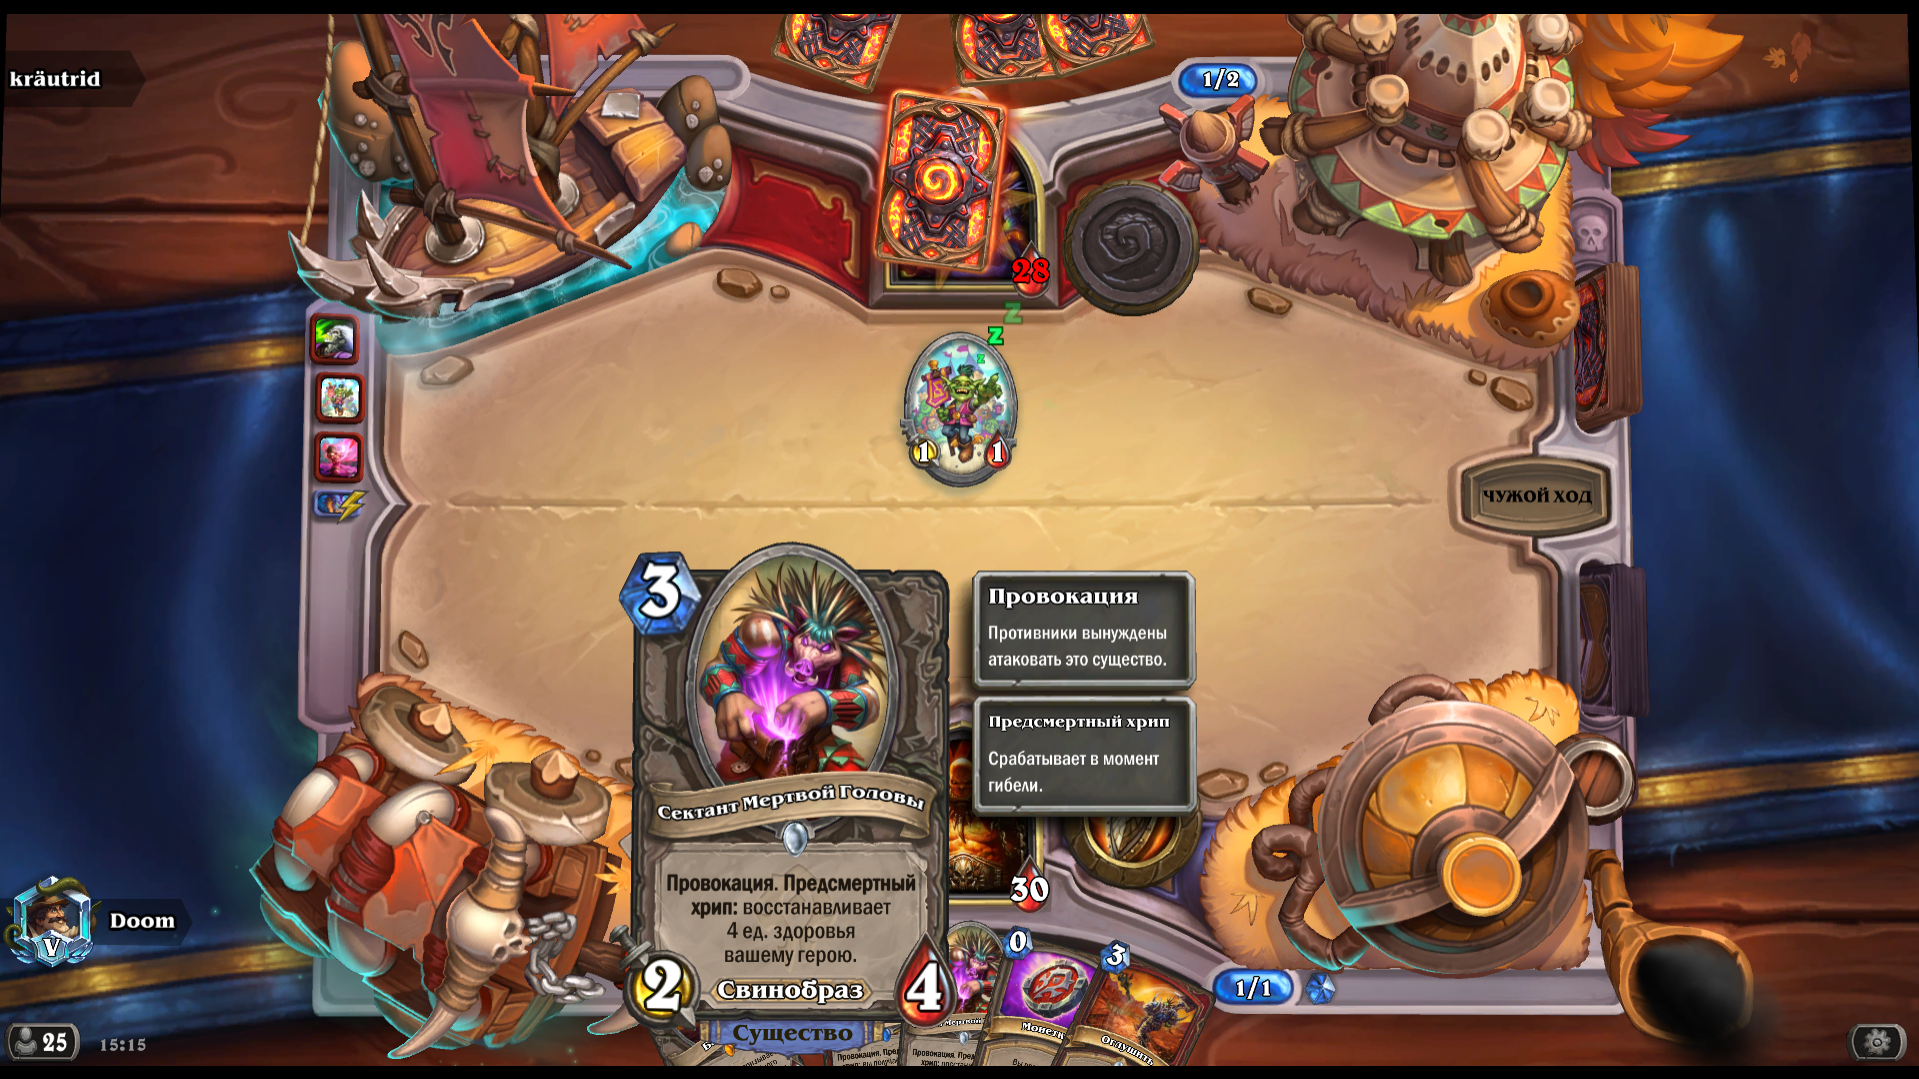 kräutrid
1/2
28
1
1
ЧУЖОЙ ХОД
3
Провокация
Противники вынуждены
атаковать это существо.
Предсмертный хрип
Срабатывает в момент
гибели.
Сектант Мертвой Головы
Провокация. Предсмертный
хрип: восстанавливает
4 ед. здоровья
вашему герою.
2
Свинобраз
4
Существо
30
0
3
Оглушить
Провокация.
Провокация.
1/1
V
Doom
25
15:15